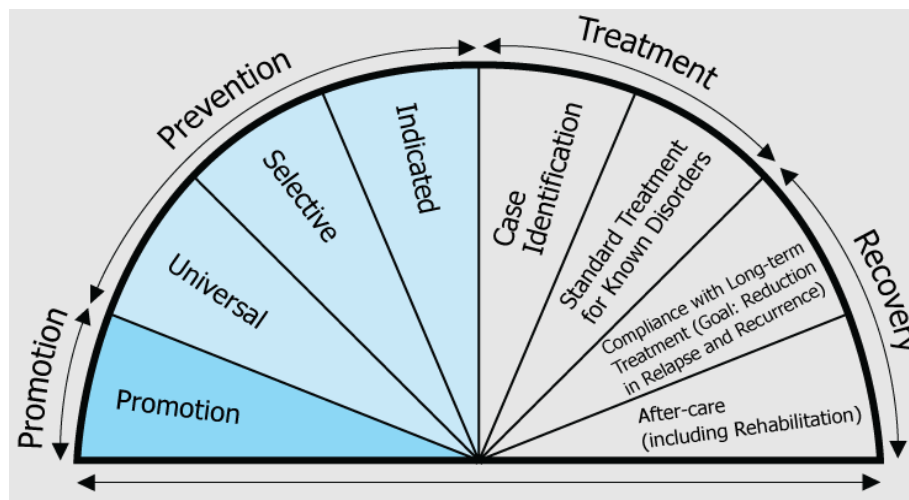 Promotion
Prevention
Treatment
Recovery
Promotion
Universal
Selective
Indicated
Case
Identification
Standard Treatment
for Known Disorders
Compliance with Long-term
Treatment (Goal: Reduction
in Relapse and Recurrence)
After-care
(including Rehabilitation)